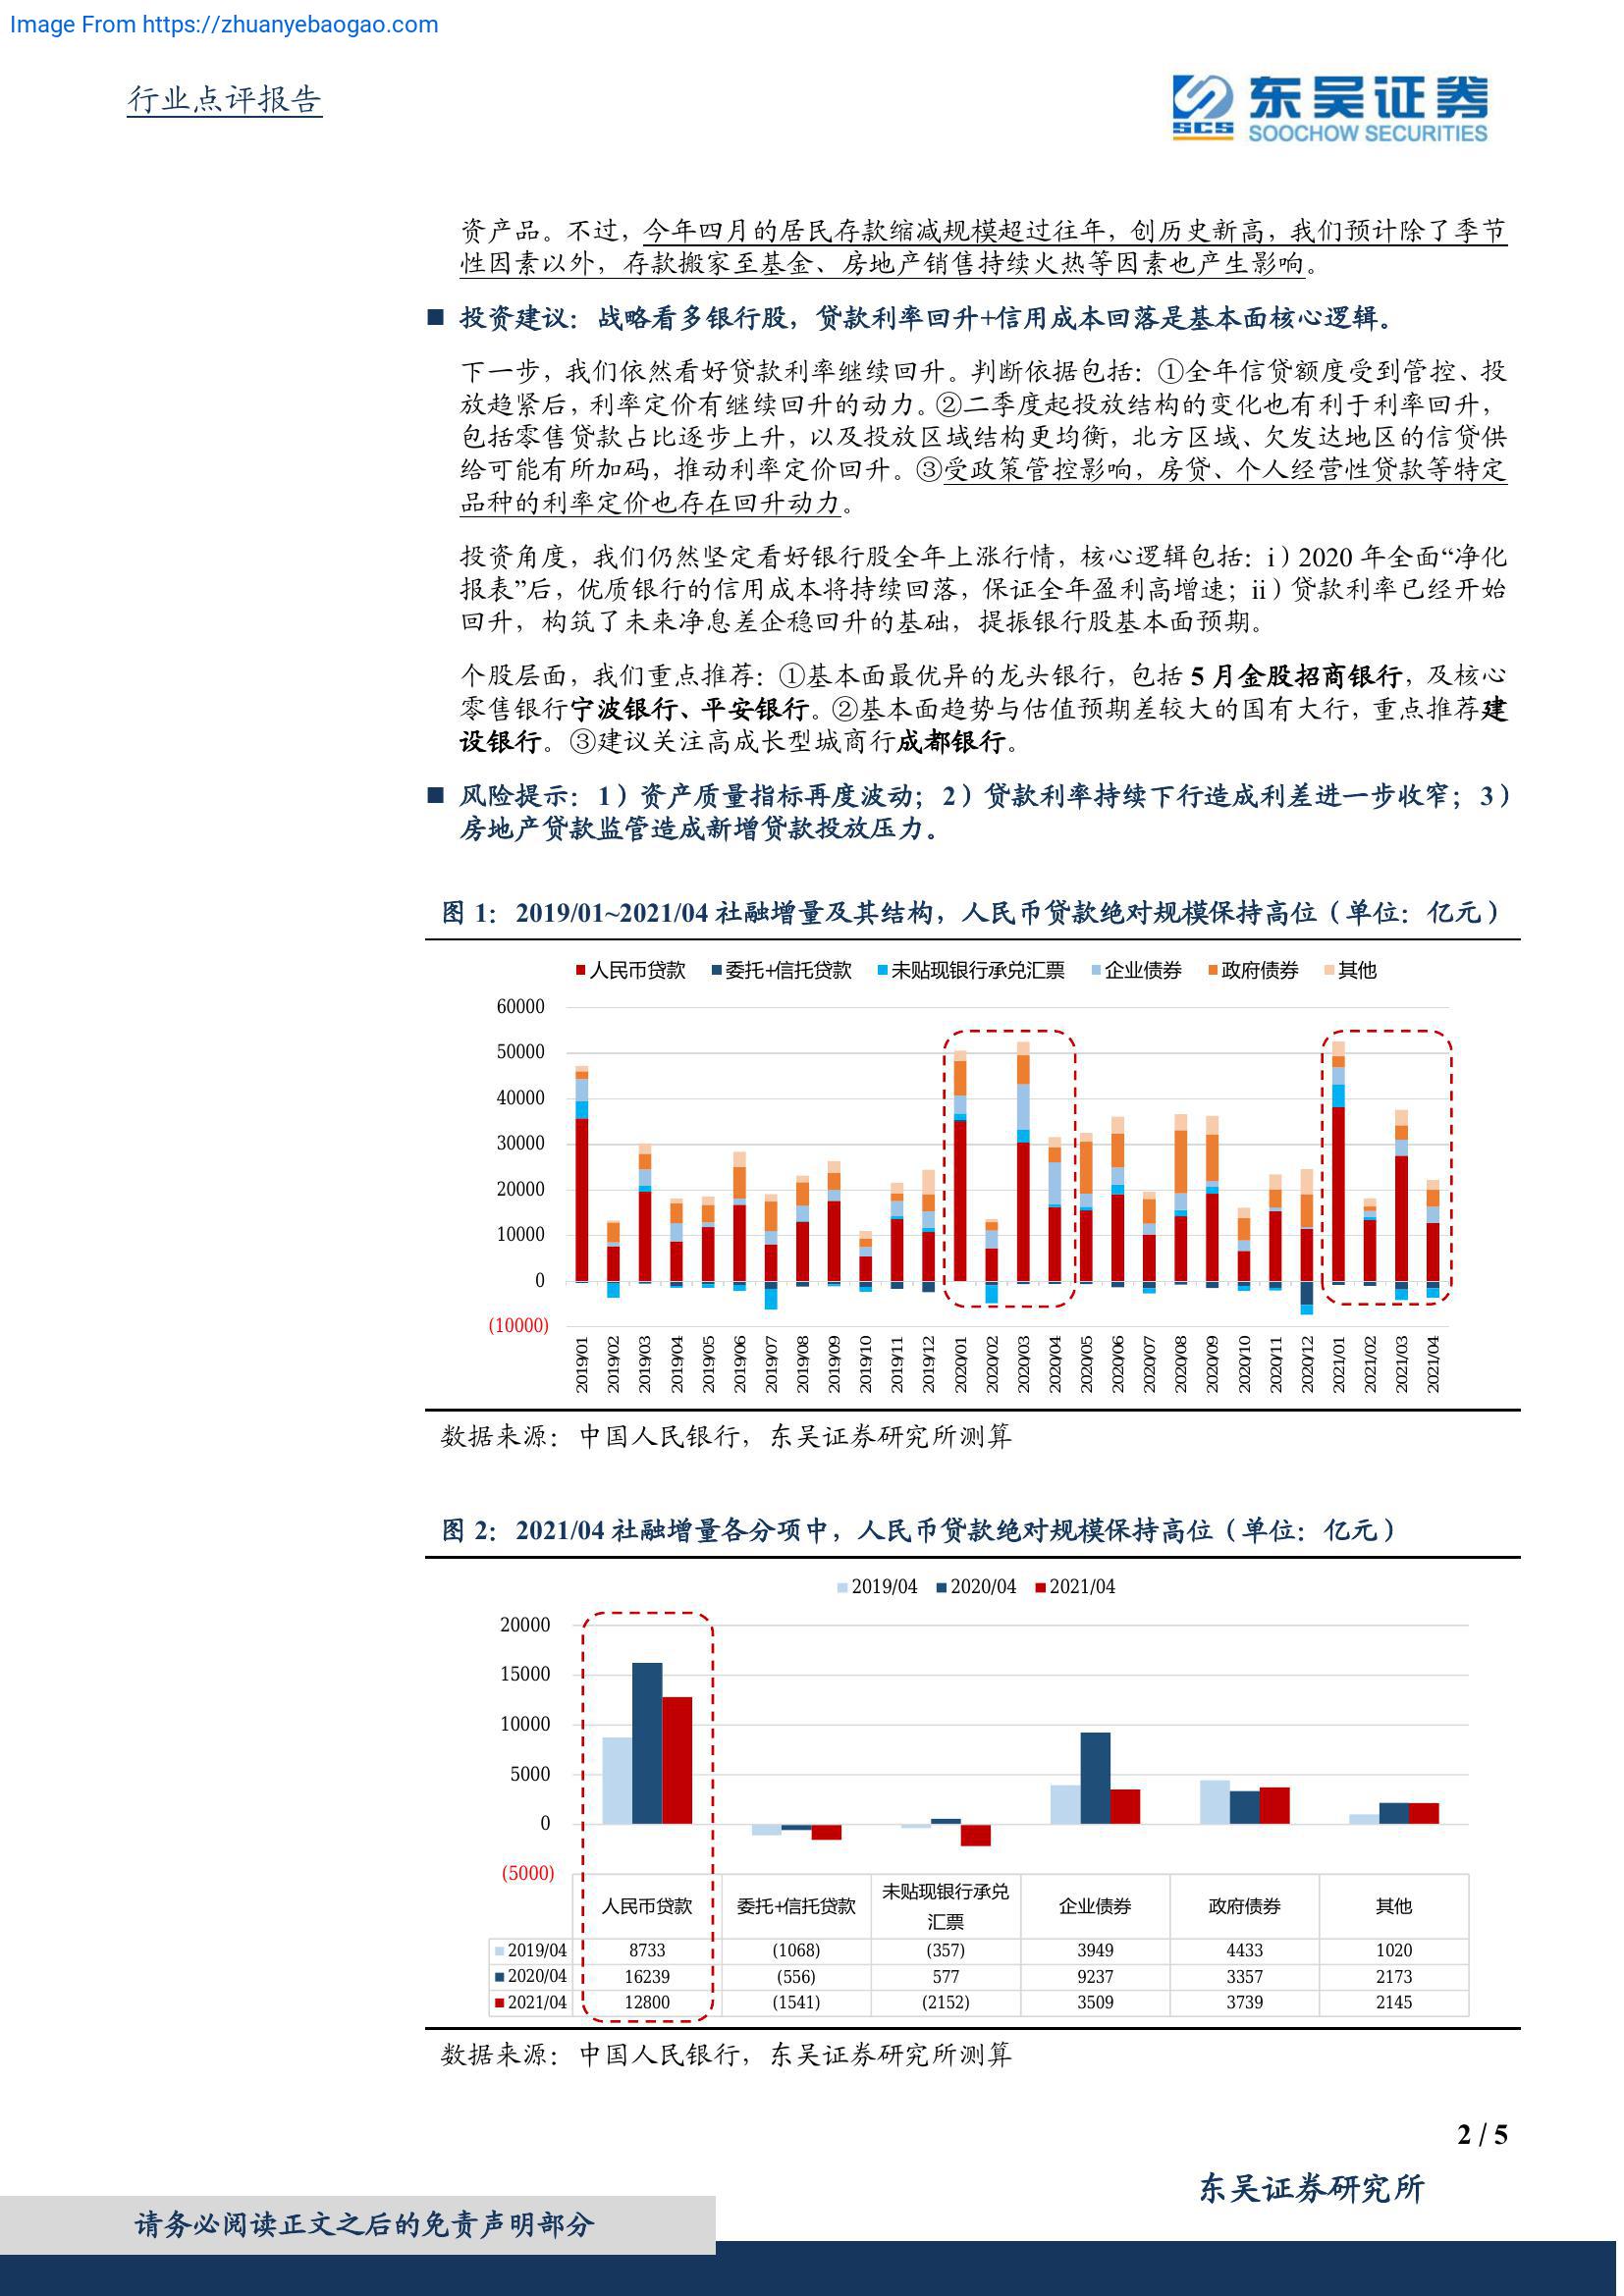 Image From https://zhuanyebaogao.com
行业点评报告
东吴证券
SCS
SOOCHOW SECURITIES
资产品。不过，今年四月的居民存款缩减规模超过往年，创历史新高，我们预计除了季节
性因素以外，存款搬家至基金、房地产销售持续火热等因素也产生影响。
■ 投资建议：战略看多银行股，贷款利率回升+信用成本回落是基本面核心逻辑。
下一步，我们依然看好贷款利率继续回升。判断依据包括：①全年信贷额度受到管控、投
放趋紧后，利率定价有继续回升的动力。②二季度起投放结构的变化也有利于利率回升，
包括零售贷款占比逐步上升，以及投放区域结构更均衡，北方区域、欠发达地区的信贷供
给可能有所加码，推动利率定价回升。③受政策管控影响，房贷、个人经营性贷款等特定
品种的利率定价也存在回升动力。
投资角度，我们仍然坚定看好银行股全年上涨行情，核心逻辑包括：i）2020 年全面“净化
报表”后，优质银行的信用成本将持续回落，保证全年盈利高增速；ii）贷款利率已经开始
回升，构筑了未来净息差企稳回升的基础，提振银行股基本面预期。
个股层面，我们重点推荐：①基本面最优异的龙头银行，包括 5 月金股招商银行，及核心
零售银行宁波银行、平安银行。②基本面趋势与估值预期差较大的国有大行，重点推荐建
设银行。③建议关注高成长型城商行成都银行。
■ 风险提示：1）资产质量指标再度波动；2）贷款利率持续下行造成利差进一步收窄；3）
房地产贷款监管造成新增贷款投放压力。
图 1：2019/01~2021/04 社融增量及其结构，人民币贷款绝对规模保持高位（单位：亿元）
人民币贷款 委托+信托贷款 未贴现银行承兑汇票 企业债券 政府债券 其他
60000
50000
40000
30000
20000
10000
0
(10000)
2019/01 2019/02 2019/03 2019/04 2019/05 2019/06 2019/07 2019/08 2019/09 2019/10 2019/11 2019/12 2020/01 2020/02 2020/03 2020/04 2020/05 2020/06 2020/07 2020/08 2020/09 2020/10 2020/11 2020/12 2021/01 2021/02 2021/03 2021/04
数据来源：中国人民银行，东吴证券研究所测算
图 2：2021/04 社融增量各分项中，人民币贷款绝对规模保持高位（单位：亿元）
2019/04 2020/04 2021/04
20000
15000
10000
5000
0
(5000)
人民币贷款 委托+信托贷款 未贴现银行承兑 企业债券 政府债券 其他
汇票
2019/04 8733 (1068) (357) 3949 4433 1020
2020/04 16239 (556) 577 9237 3357 2173
2021/04 12800 (1541) (2152) 3509 3739 2145
数据来源：中国人民银行，东吴证券研究所测算
2 / 5
东吴证券研究所
请务必阅读正文之后的免责声明部分